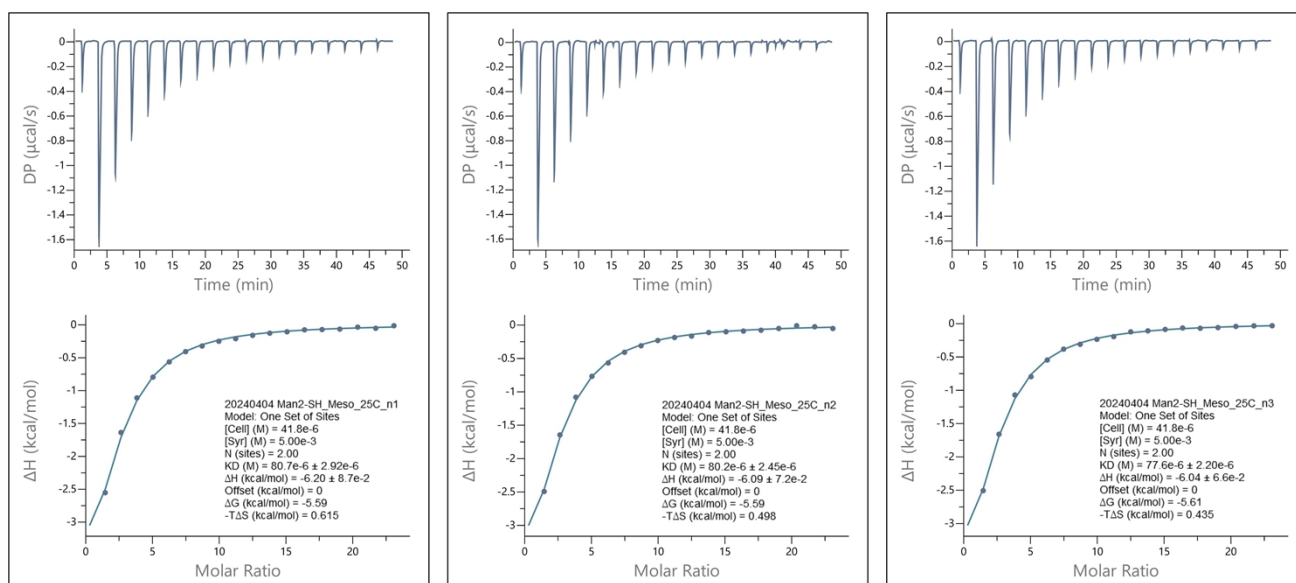 0
-0.2
-0.4
-0.6
-0.8
-1
-1.2
-1.4
-1.6
DP (µcal/s)
0 5 10 15 20 25 30 35 40 45 50
Time (min)
0
-0.5
-1
-1.5
-2
-2.5
-3
ΔH (kcal/mol)
20240404 Man2-SH_Meso_25C_n1
Model: One Set of Sites
[Cell] (M) = 41.8e-6
[Syr] (M) = 5.00e-3
N (sites) = 2.00
KD (M) = 80.7e-6 ± 2.92e-6
ΔH (kcal/mol) = -6.20 ± 8.7e-2
Offset (kcal/mol) = 0
ΔG (kcal/mol) = -5.59
-TΔS (kcal/mol) = 0.615
0 5 10 15 20
Molar Ratio
0
-0.2
-0.4
-0.6
-0.8
-1
-1.2
-1.4
-1.6
DP (µcal/s)
0 5 10 15 20 25 30 35 40 45 50
Time (min)
0
-0.5
-1
-1.5
-2
-2.5
-3
ΔH (kcal/mol)
20240404 Man2-SH_Meso_25C_n2
Model: One Set of Sites
[Cell] (M) = 41.8e-6
[Syr] (M) = 5.00e-3
N (sites) = 2.00
KD (M) = 80.2e-6 ± 2.45e-6
ΔH (kcal/mol) = -6.09 ± 7.2e-2
Offset (kcal/mol) = 0
ΔG (kcal/mol) = -5.59
-TΔS (kcal/mol) = 0.498
0 5 10 15 20
Molar Ratio
0
-0.2
-0.4
-0.6
-0.8
-1
-1.2
-1.4
-1.6
DP (µcal/s)
0 5 10 15 20 25 30 35 40 45 50
Time (min)
0
-0.5
-1
-1.5
-2
-2.5
-3
ΔH (kcal/mol)
20240404 Man2-SH_Meso_25C_n3
Model: One Set of Sites
[Cell] (M) = 41.8e-6
[Syr] (M) = 5.00e-3
N (sites) = 2.00
KD (M) = 77.6e-6 ± 2.20e-6
ΔH (kcal/mol) = -6.04 ± 6.6e-2
Offset (kcal/mol) = 0
ΔG (kcal/mol) = -5.61
-TΔS (kcal/mol) = 0.435
0 5 10 15 20
Molar Ratio